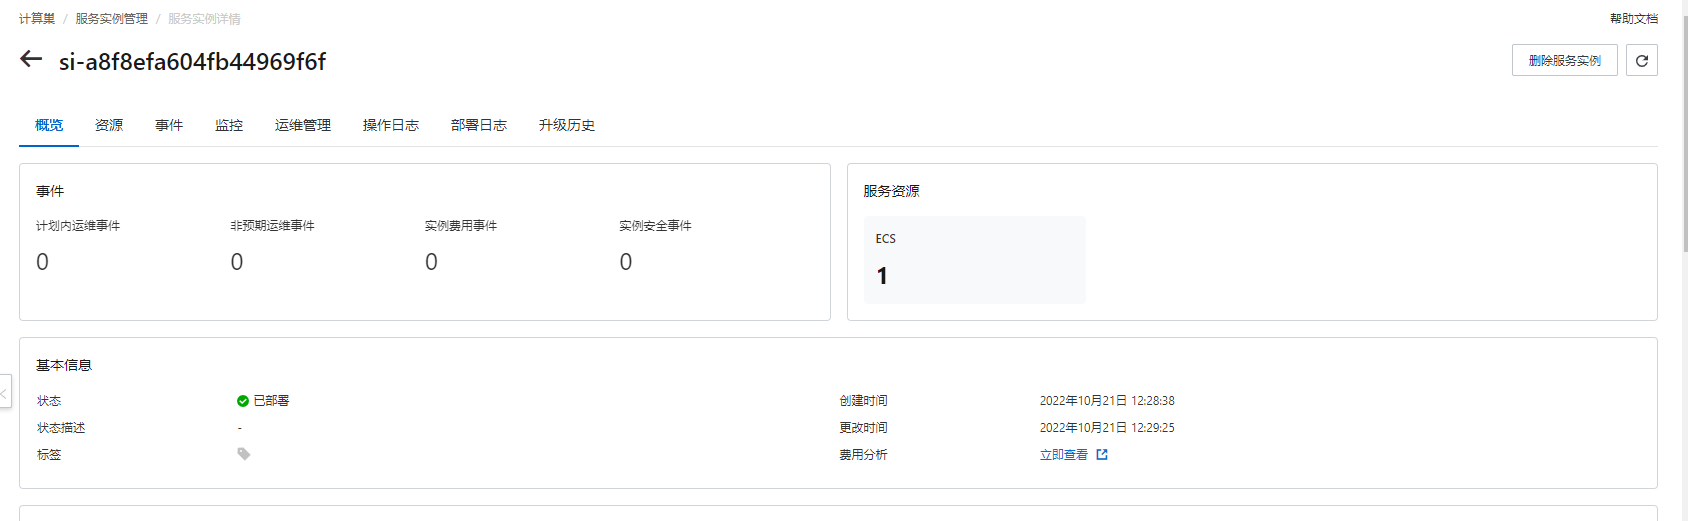 计算巢 / 服务实例管理 / 服务实例详情
帮助文档
si-a8f8efa604fb44969f6f
删除服务实例
概览 资源 事件 监控 运维管理 操作日志 部署日志 升级历史
事件
计划内运维事件 非预期运维事件 实例费用事件 实例安全事件
0 0 0 0
服务资源
ECS
1
基本信息
状态 已部署 创建时间 2022年10月21日 12:28:38
状态描述 - 更改时间 2022年10月21日 12:29:25
标签 费用分析 立即查看